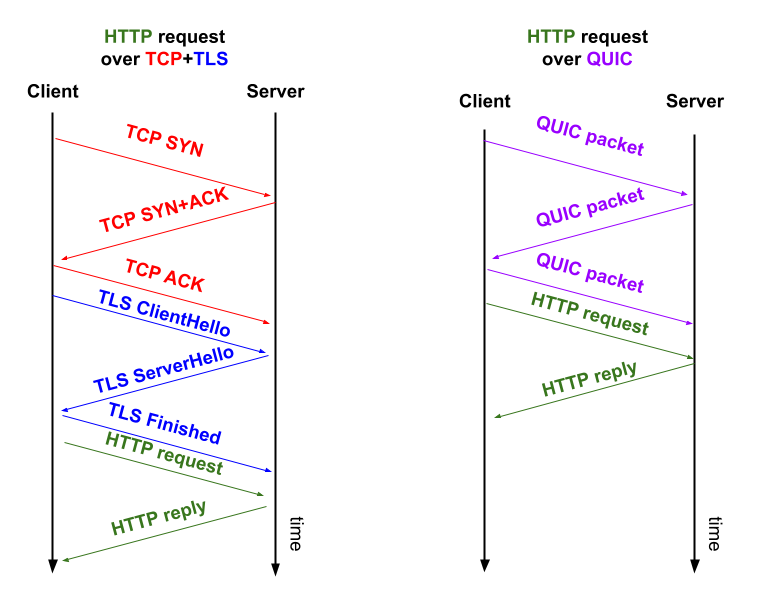 HTTP request
over TCP+TLS
Client
Server
TCP SYN
TCP SYN+ACK
TCP ACK
TLS ClientHello
TLS ServerHello
TLS Finished
HTTP request
HTTP reply
time
HTTP request
over QUIC
Client
Server
QUIC packet
QUIC packet
QUIC packet
HTTP request
HTTP reply
time